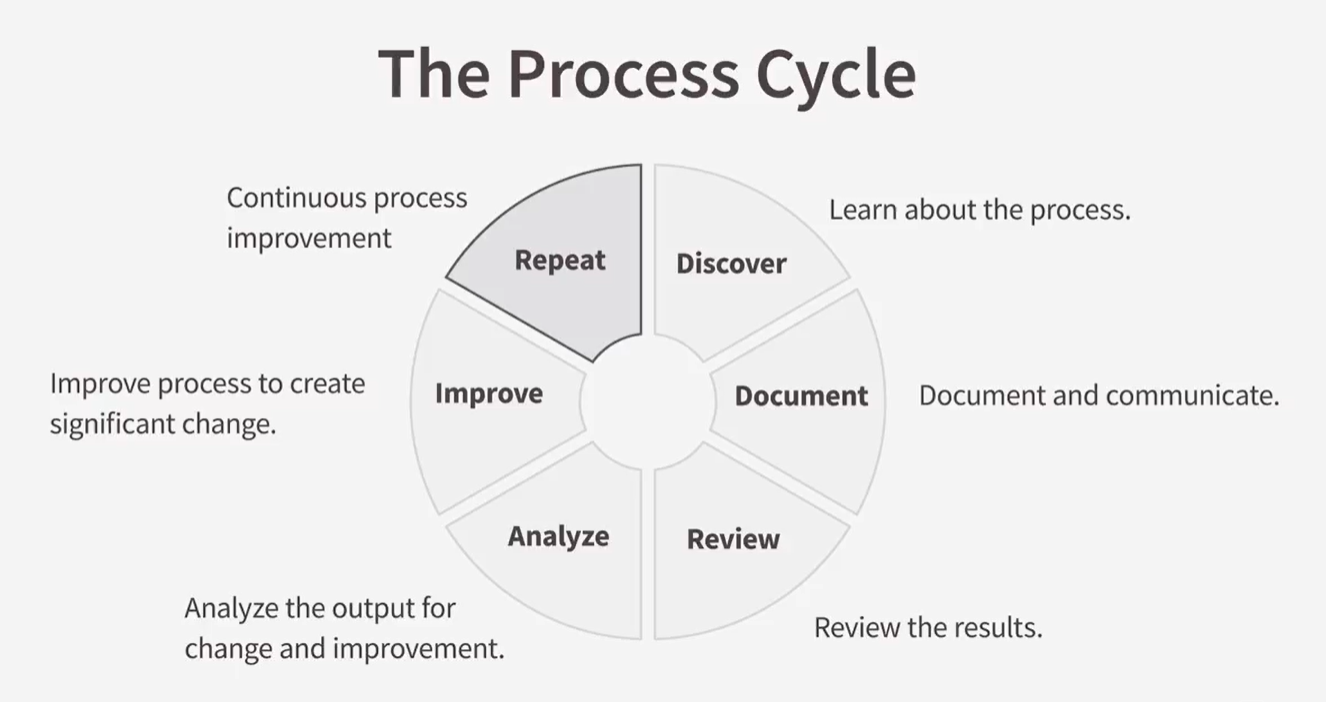 The Process Cycle
Discover
Learn about the process.
Document
Document and communicate.
Review
Review the results.
Analyze
Analyze the output for
change and improvement.
Improve
Improve process to create
significant change.
Repeat
Continuous process
improvement